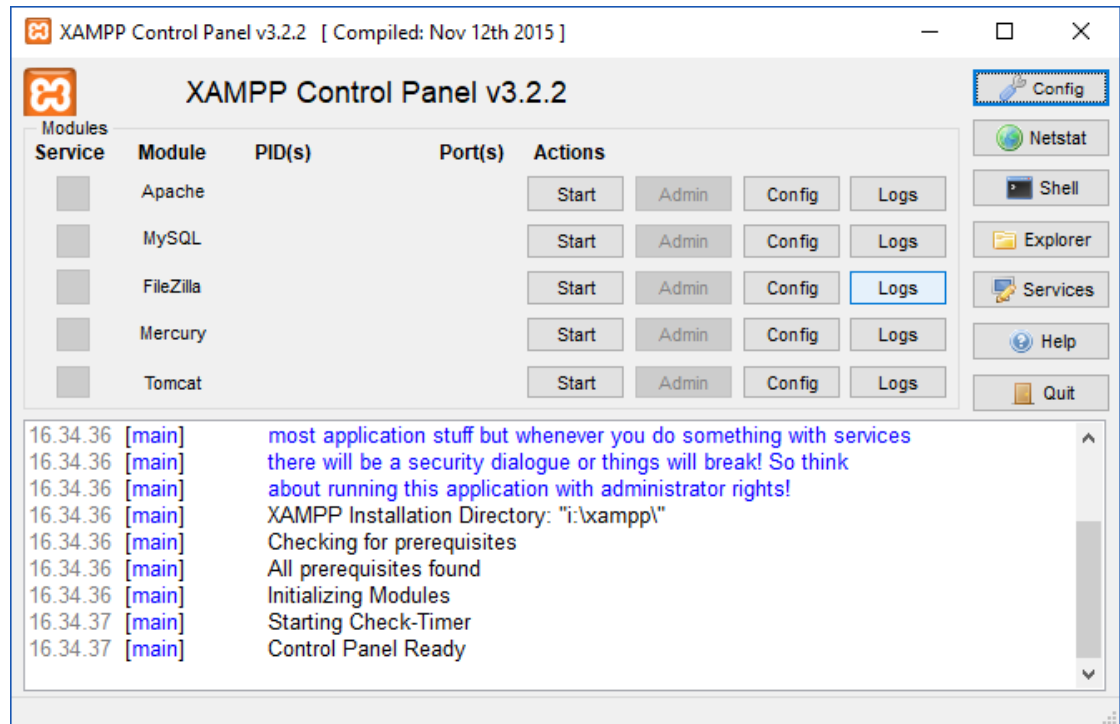 XAMPP Control Panel v3.2.2 [ Compiled: Nov 12th 2015 ]
XAMPP Control Panel v3.2.2
Config
Modules
Service Module PID(s) Port(s) Actions
Netstat
Apache Start Admin Config Logs
Shell
MySQL Start Admin Config Logs
Explorer
FileZilla Start Admin Config Logs
Services
Mercury Start Admin Config Logs
Help
Tomcat Start Admin Config Logs
Quit
16.34.36 [main] most application stuff but whenever you do something with services
16.34.36 [main] there will be a security dialogue or things will break! So think
16.34.36 [main] about running this application with administrator rights!
16.34.36 [main] XAMPP Installation Directory: "i:\xampp\"
16.34.36 [main] Checking for prerequisites
16.34.36 [main] All prerequisites found
16.34.36 [main] Initializing Modules
16.34.37 [main] Starting Check-Timer
16.34.37 [main] Control Panel Ready